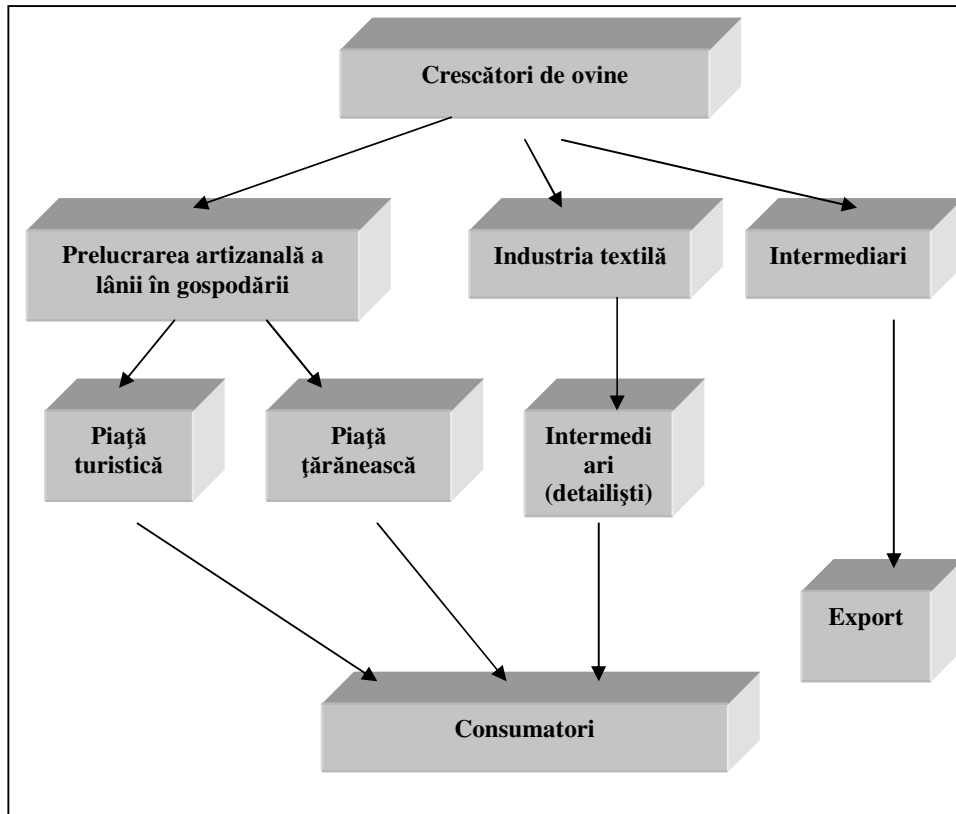 Crescători de ovine
Prelucrarea artizanală a
lânii în gospodării
Industria textilă
Intermediari
Piaţă
turistică
Piaţă
ţărănească
Intermedi
ari
(detailişti)
Export
Consumatori